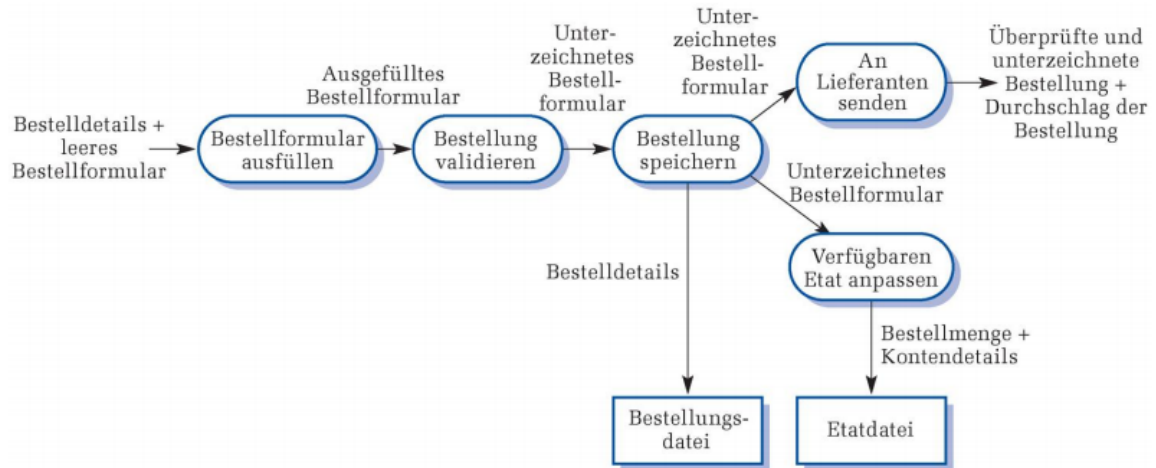 Bestelldetails +
leeres
Bestellformular
Bestellformular
ausfüllen
Ausgefülltes
Bestellformular
Bestellung
validieren
Unter-
zeichnetes
Bestell-
formular
Bestellung
speichern
Unter-
zeichnetes
Bestell-
formular
An
Lieferanten
senden
Überprüfte und
unterzeichnete
Bestellung +
Durchschlag der
Bestellung
Unterzeichnetes
Bestellformular
Verfügbaren
Etat anpassen
Bestelldetails
Bestellmenge +
Kontendetails
Bestellungs-
datei
Etatdatei